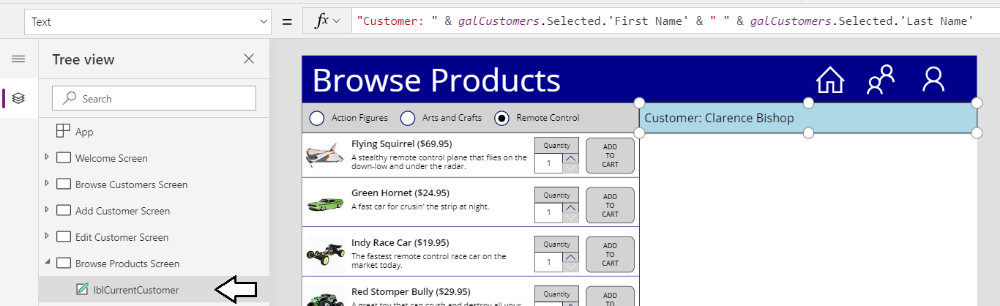 Text = fx "Customer: " & galCustomers.Selected.'First Name' & " " & galCustomers.Selected.'Last Name'
Tree view
Search
App
Welcome Screen
Browse Customers Screen
Add Customer Screen
Edit Customer Screen
Browse Products Screen
lblCurrentCustomer
Browse Products
Action Figures Arts and Crafts Remote Control
Customer: Clarence Bishop
Flying Squirrel ($69.95)
A stealthy remote control plane that flies on the
down-low and under the radar.
Quantity
1
ADD
TO
CART
Green Hornet ($24.95)
A fast car for crusin' the strip at night.
Quantity
1
ADD
TO
CART
Indy Race Car ($19.95)
The fastest remote control race car on the
market today.
Quantity
1
ADD
TO
CART
Red Stomper Bully ($29.95)
A great toy that can crush and destroy all your
Quantity
ADD
TO